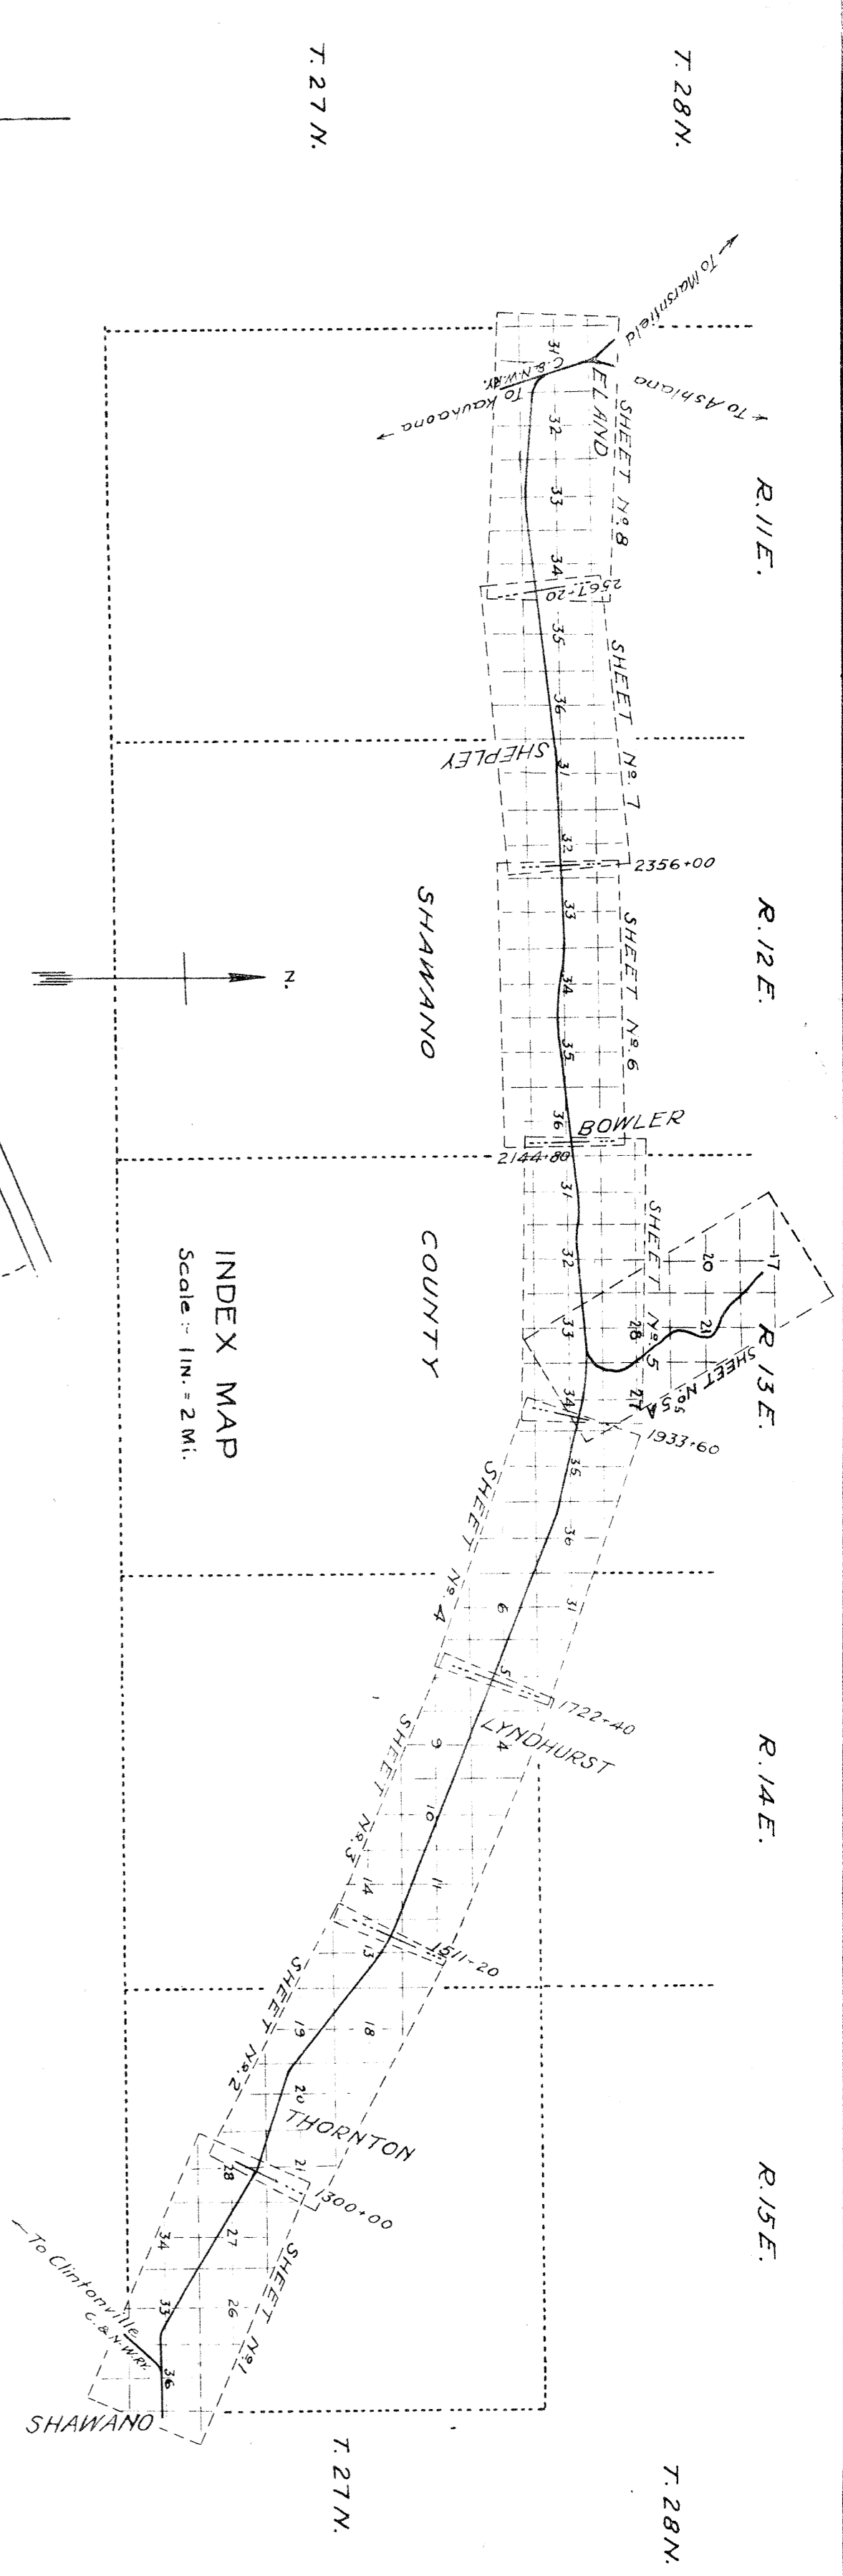 T. 28 N.
T. 27 N.
R. 11 E.
R. 12 E.
R 13 E.
R. 14 E.
R. 15 E.
T. 28 N.
T. 27 N.
To Marshfield
To Ashland
To Kaukaona
C. & N.W. RY.
ELAND
SHEET Nº. 8
31
32
33
34
2567+20
SHEET Nº. 7
35
36
SHEPLEY
31
32
2356+00
SHEET Nº. 6
33
34
35
36
BOWLER
2144+80
SHEET Nº. 5
31
32
33
34
28
27
17
20
21
SHEET Nº. 5A
1933+60
SHEET Nº. 4
35
36
31
6
5
1722+40
LYNDHURST
SHEET Nº. 3
4
9
10
11
14
13
1511+20
SHEET Nº. 2
18
19
20
21
THORNTON
28
1300+00
SHEET Nº. 1
27
26
34
33
36
To Clintonville
C. & N.W. RY.
SHAWANO
SHAWANO
COUNTY
N.
INDEX MAP
Scale:- 1 IN. = 2 Mi.